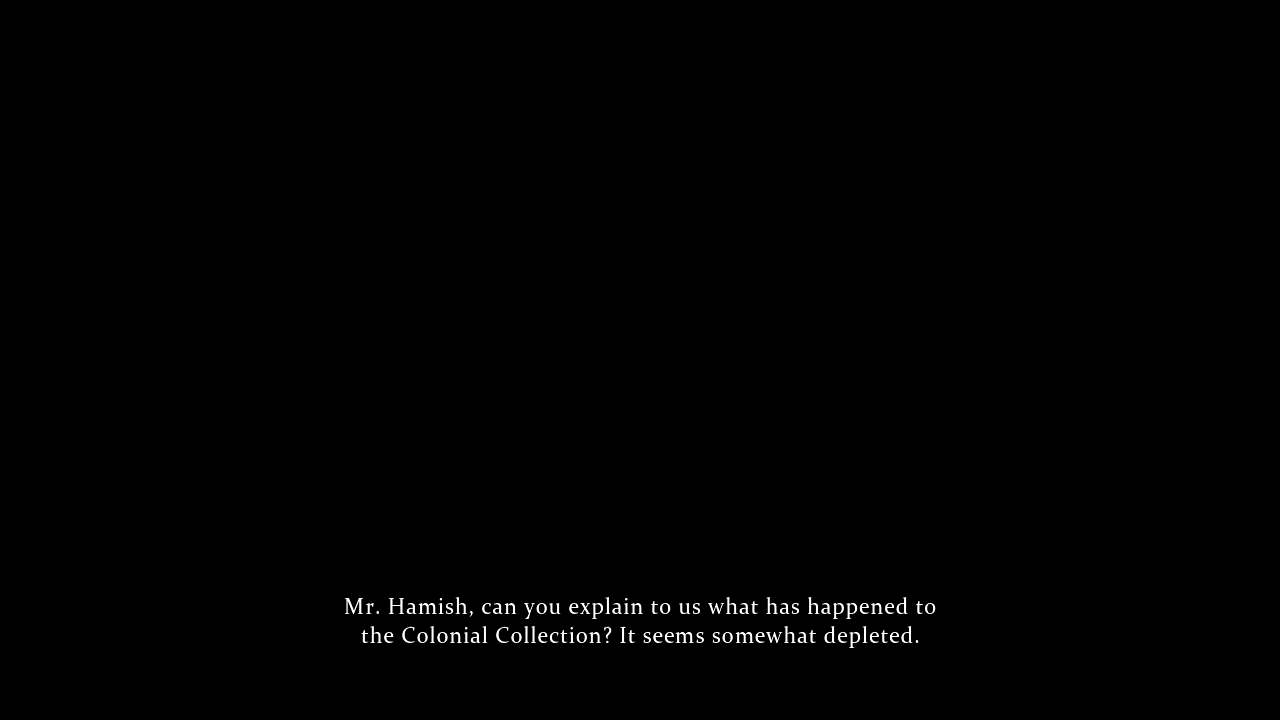 Mr. Hamish, can you explain to us what has happened to
the Colonial Collection? It seems somewhat depleted.